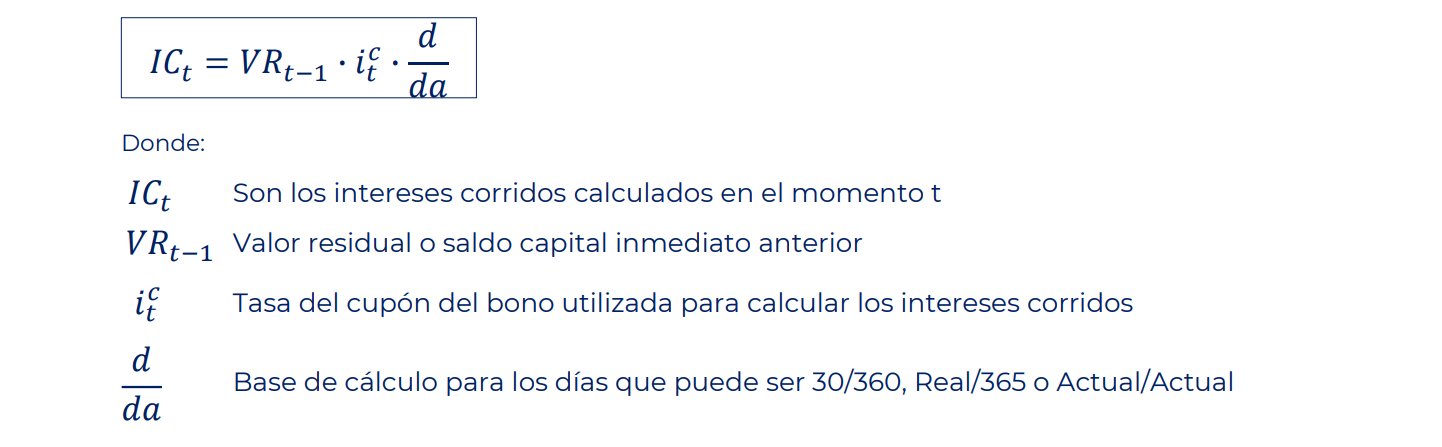 IC_t = VR_{t−1} · i_t^c · d/da
Donde:
IC_t Son los intereses corridos calculados en el momento t
VR_{t−1} Valor residual o saldo capital inmediato anterior
i_t^c Tasa del cupón del bono utilizada para calcular los intereses corridos
d/da Base de cálculo para los días que puede ser 30/360, Real/365 o Actual/Actual